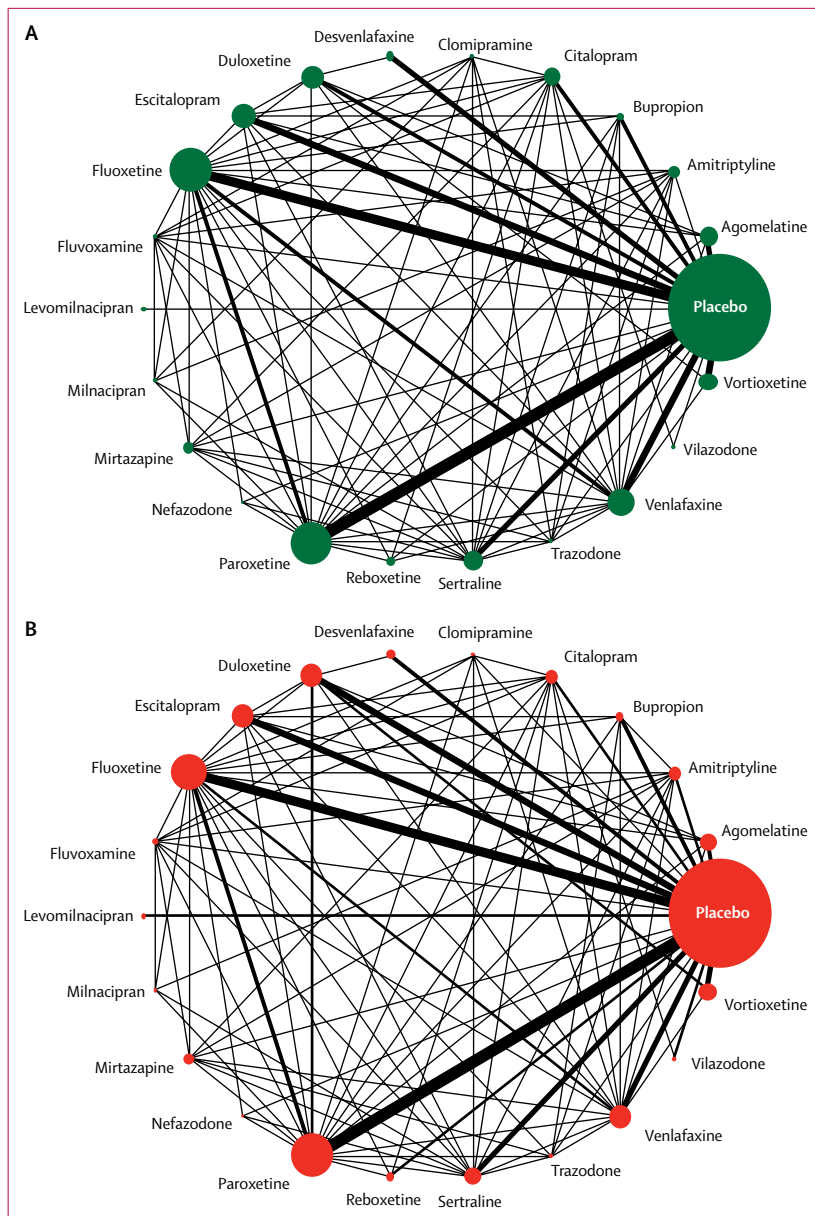 A
Desvenlafaxine
Clomipramine
Duloxetine
Citalopram
Escitalopram
Bupropion
Fluoxetine
Amitriptyline
Agomelatine
Fluvoxamine
Levomilnacipran
Placebo
Milnacipran
Vortioxetine
Mirtazapine
Vilazodone
Nefazodone
Venlafaxine
Paroxetine
Trazodone
Reboxetine
Sertraline
B
Desvenlafaxine
Clomipramine
Duloxetine
Citalopram
Escitalopram
Bupropion
Fluoxetine
Amitriptyline
Agomelatine
Fluvoxamine
Levomilnacipran
Placebo
Milnacipran
Vortioxetine
Mirtazapine
Vilazodone
Nefazodone
Venlafaxine
Paroxetine
Trazodone
Reboxetine
Sertraline